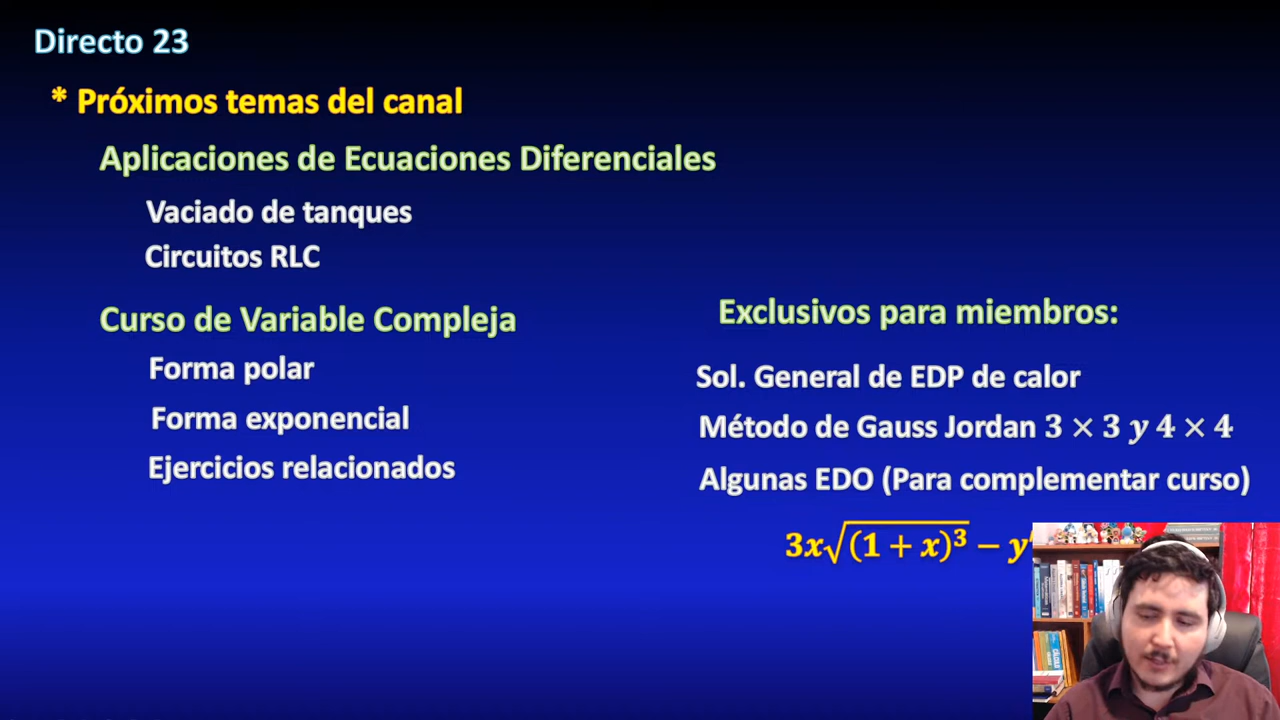 Directo 23
* Próximos temas del canal
Aplicaciones de Ecuaciones Diferenciales
Vaciado de tanques
Circuitos RLC
Curso de Variable Compleja
Forma polar
Forma exponencial
Ejercicios relacionados
Exclusivos para miembros:
Sol. General de EDP de calor
Método de Gauss Jordan 3 × 3 y 4 × 4
Algunas EDO (Para complementar curso)
3x√(1 + x)³ − y'